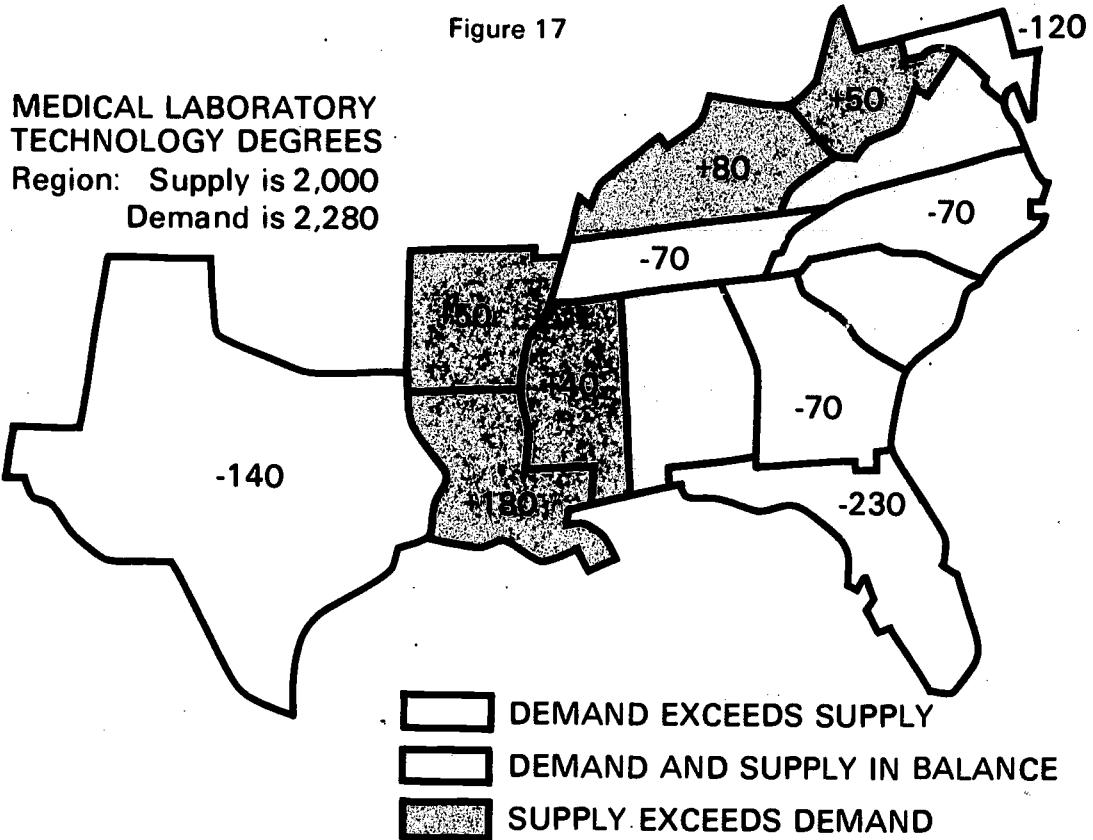 Figure 17
MEDICAL LABORATORY
TECHNOLOGY DEGREES
Region: Supply is 2,000
Demand is 2,280
-120
+50
+80
-70
-70
+50
+40
-70
-140
+180
-230
DEMAND EXCEEDS SUPPLY
DEMAND AND SUPPLY IN BALANCE
SUPPLY EXCEEDS DEMAND